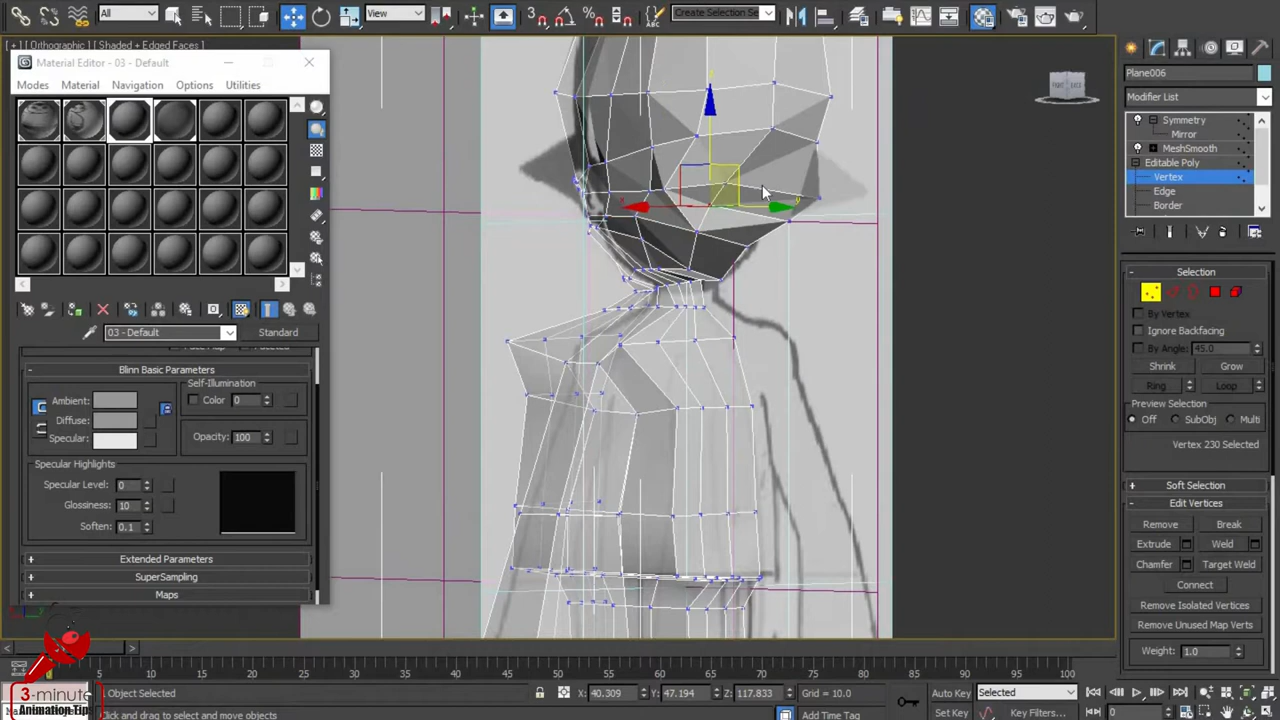 All
View
Create Selection Se
[+] [Orthographic] [Shaded + Edged Faces]
Material Editor - 03 - Default
Modes Material Navigation Options Utilities
03 - Default
Standard
Blinn Basic Parameters
Ambient:
Diffuse:
Specular:
Self-Illumination
Color 0
Opacity: 100
Specular Highlights
Specular Level: 0
Glossiness: 10
Soften: 0.1
Extended Parameters
SuperSampling
Maps
Plane006
Modifier List
Symmetry
Mirror
MeshSmooth
Editable Poly
Vertex
Edge
Border
Selection
By Vertex
Ignore Backfacing
By Angle: 45.0
Shrink Grow
Ring Loop
Preview Selection
Off SubObj Multi
Vertex 230 Selected
Soft Selection
Edit Vertices
Remove Break
Extrude Weld
Chamfer Target Weld
Connect
Remove Isolated Vertices
Remove Unused Map Verts
Weight: 1.0
5 10 15 20 25 30 35 40 45 50 55 60 65 70 75 80 85 90 95 100
3-minute
Animation Tips
Object Selected
X: 40.309 Y: 47.194 Z: 117.833 Grid = 10.0
Auto Key Selected
Click and drag to select and move objects
Add Time Tag
Set Key Key Filters...
0